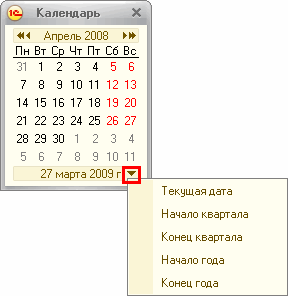 1С Календарь
Апрель 2008
Пн Вт Ср Чт Пт Сб Вс
31 1 2 3 4 5 6
7 8 9 10 11 12 13
14 15 16 17 18 19 20
21 22 23 24 25 26 27
28 29 30 1 2 3 4
5 6 7 8 9 10 11
27 марта 2009 г
Текущая дата
Начало квартала
Конец квартала
Начало года
Конец года